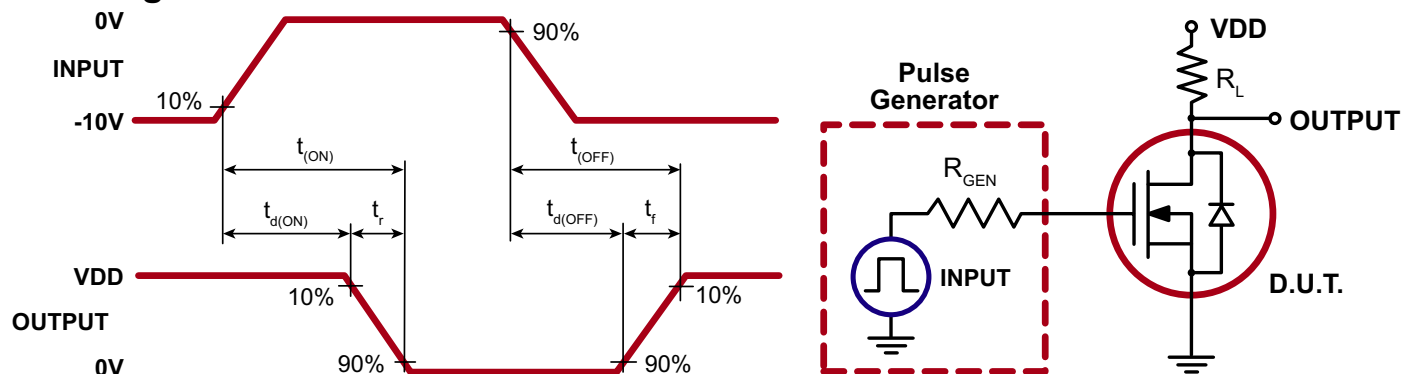 0V
INPUT
-10V
10%
90%
t(ON)
t(OFF)
td(ON)
tr
td(OFF)
tf
VDD
OUTPUT
0V
10%
90%
10%
90%
Pulse
Generator
RGEN
INPUT
VDD
RL
OUTPUT
D.U.T.